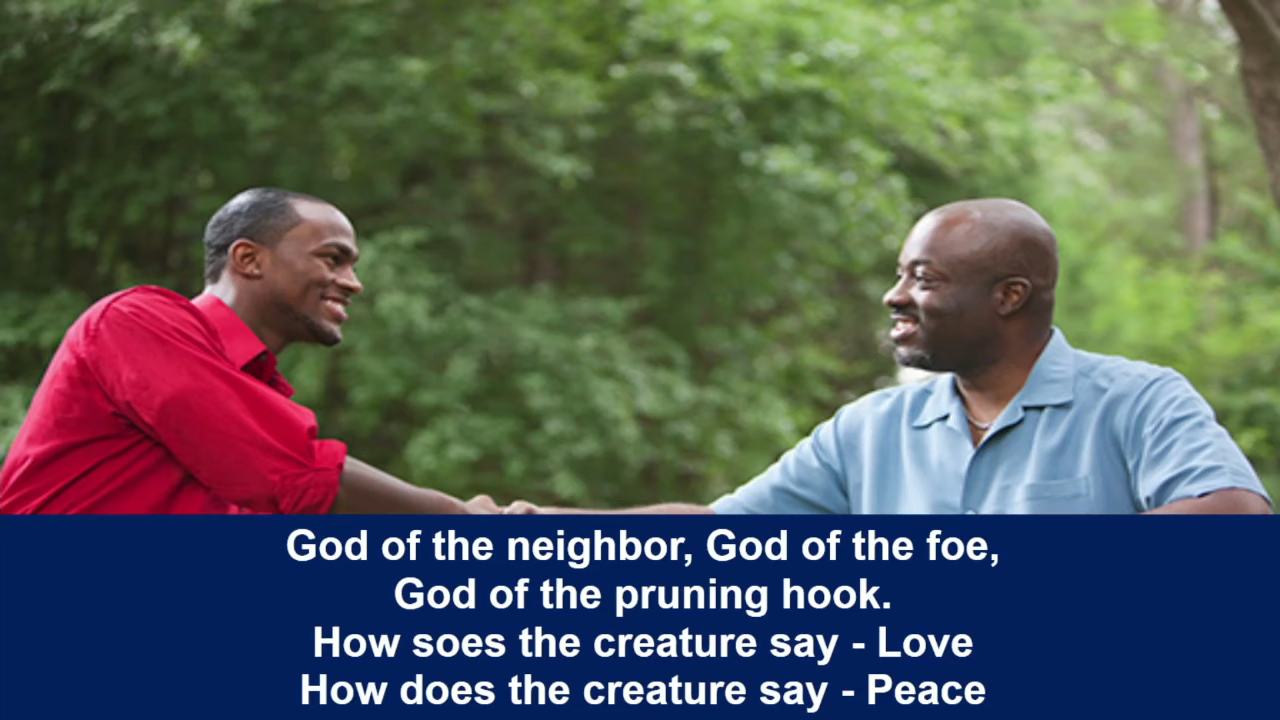 God of the neighbor, God of the foe,
God of the pruning hook.
How soes the creature say - Love
How does the creature say - Peace